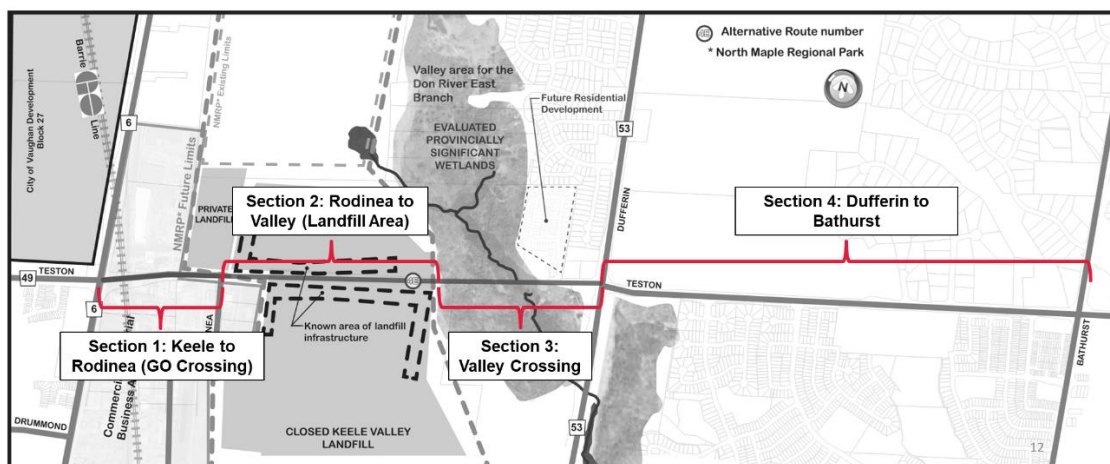 Alternative Route number
* North Maple Regional Park
N
Barrie
GO
Line
City of Vaughan Development
Block 27
6
NMRP* Existing Limits
NMRP* Future Limits
Valley area for the
Don River East
Branch
EVALUATED
PROVINCIALLY
SIGNIFICANT
WETLANDS
Future Residential
Development
53
DUFFERIN
PRIVATE
LANDFILL
Section 2: Rodinea to
Valley (Landfill Area)
Section 4: Dufferin to
Bathurst
49
TESTON
TESTON
6
Known area of landfill
infrastructure
Section 1: Keele to
Rodinea (GO Crossing)
Section 3:
Valley Crossing
BATHURST
DRUMMOND
CLOSED KEELE VALLEY
LANDFILL
53
12